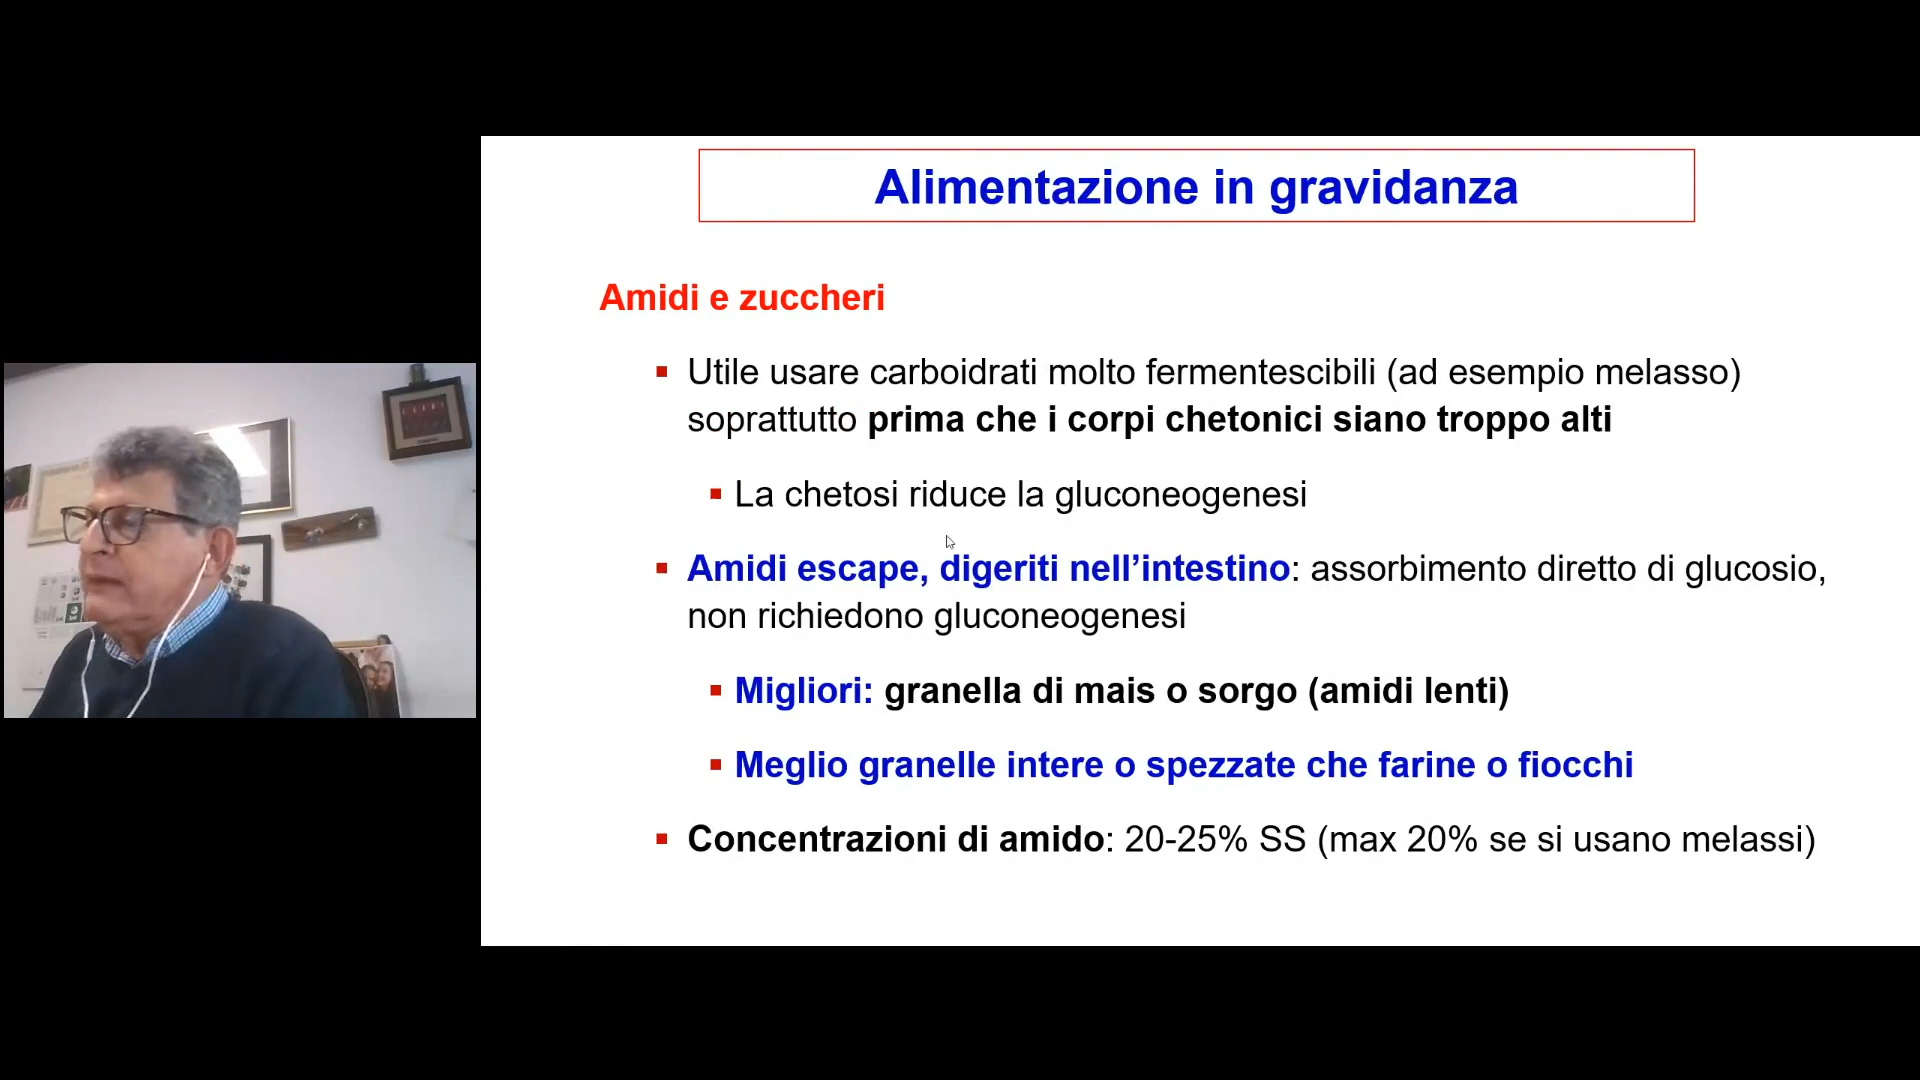 Alimentazione in gravidanza
Amidi e zuccheri
▪ Utile usare carboidrati molto fermentescibili (ad esempio melasso)
soprattutto prima che i corpi chetonici siano troppo alti
▪ La chetosi riduce la gluconeogenesi
▪ Amidi escape, digeriti nell’intestino: assorbimento diretto di glucosio,
non richiedono gluconeogenesi
▪ Migliori: granella di mais o sorgo (amidi lenti)
▪ Meglio granelle intere o spezzate che farine o fiocchi
▪ Concentrazioni di amido: 20-25% SS (max 20% se si usano melassi)